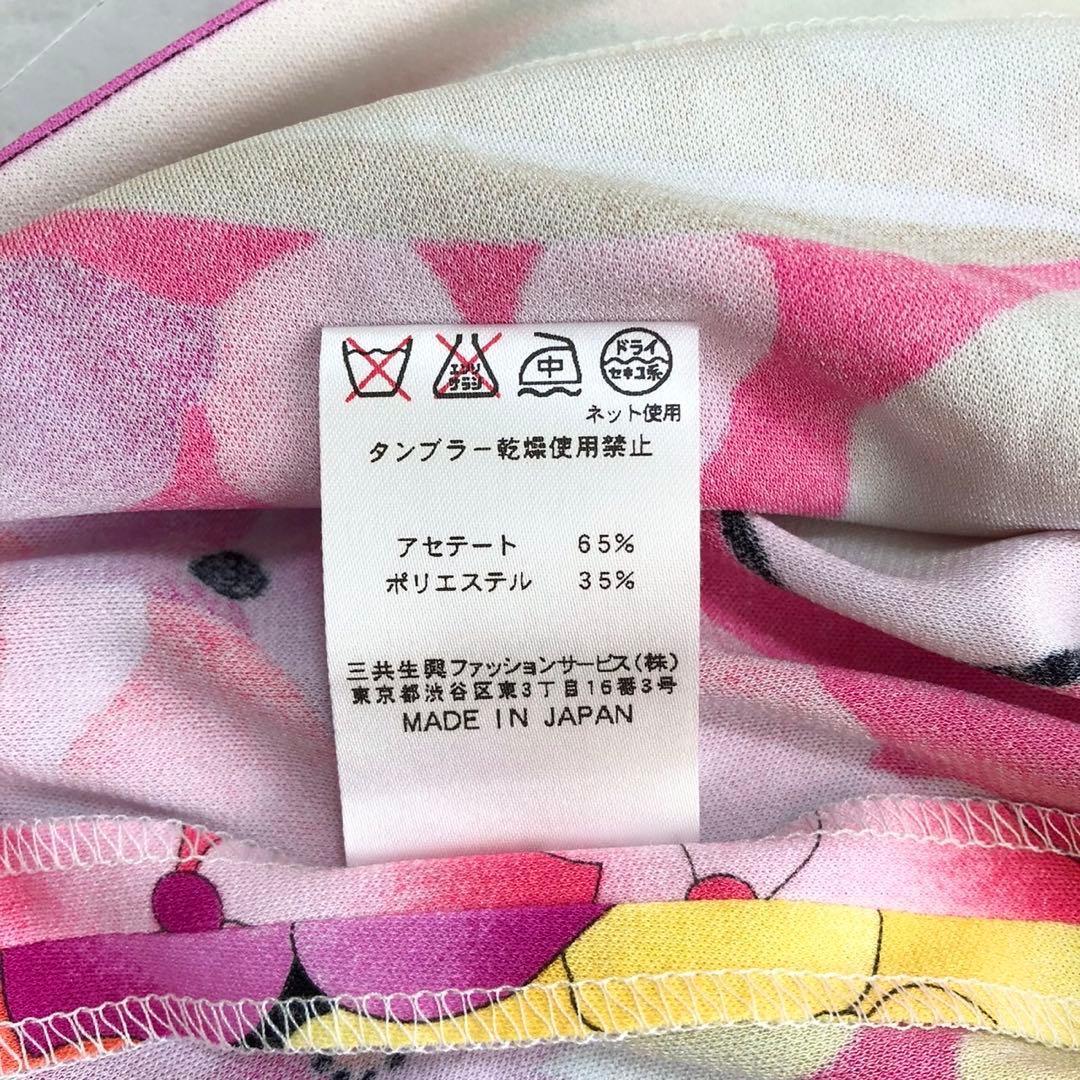 エンソ サラシ
中
ドライ
セキユ系
ネット使用
タンブラー乾燥使用禁止
アセテート 65%
ポリエステル 35%
三共生興ファッションサービス(株)
東京都渋谷区東3丁目16番3号
MADE IN JAPAN